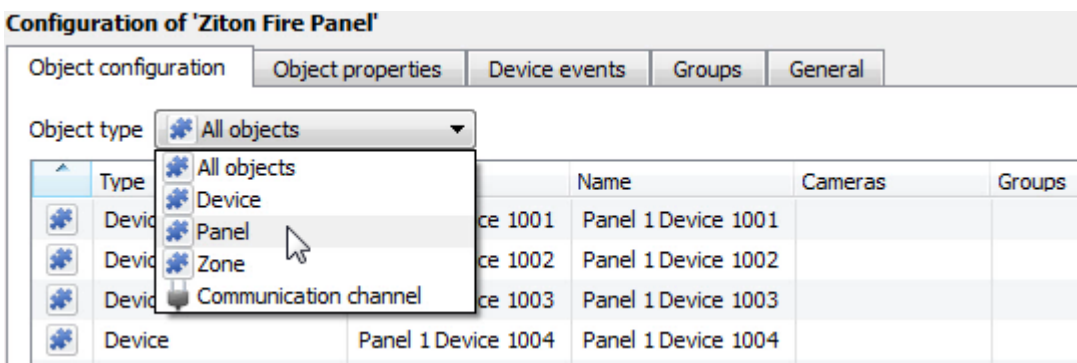 Configuration of 'Ziton Fire Panel'
Object configuration Object properties Device events Groups General
Object type All objects
All objects
Device
Panel
Zone
Communication channel
Type Name Cameras Groups
Devic ce 1001 Panel 1 Device 1001
Devic ce 1002 Panel 1 Device 1002
Devic ce 1003 Panel 1 Device 1003
Device Panel 1 Device 1004 Panel 1 Device 1004